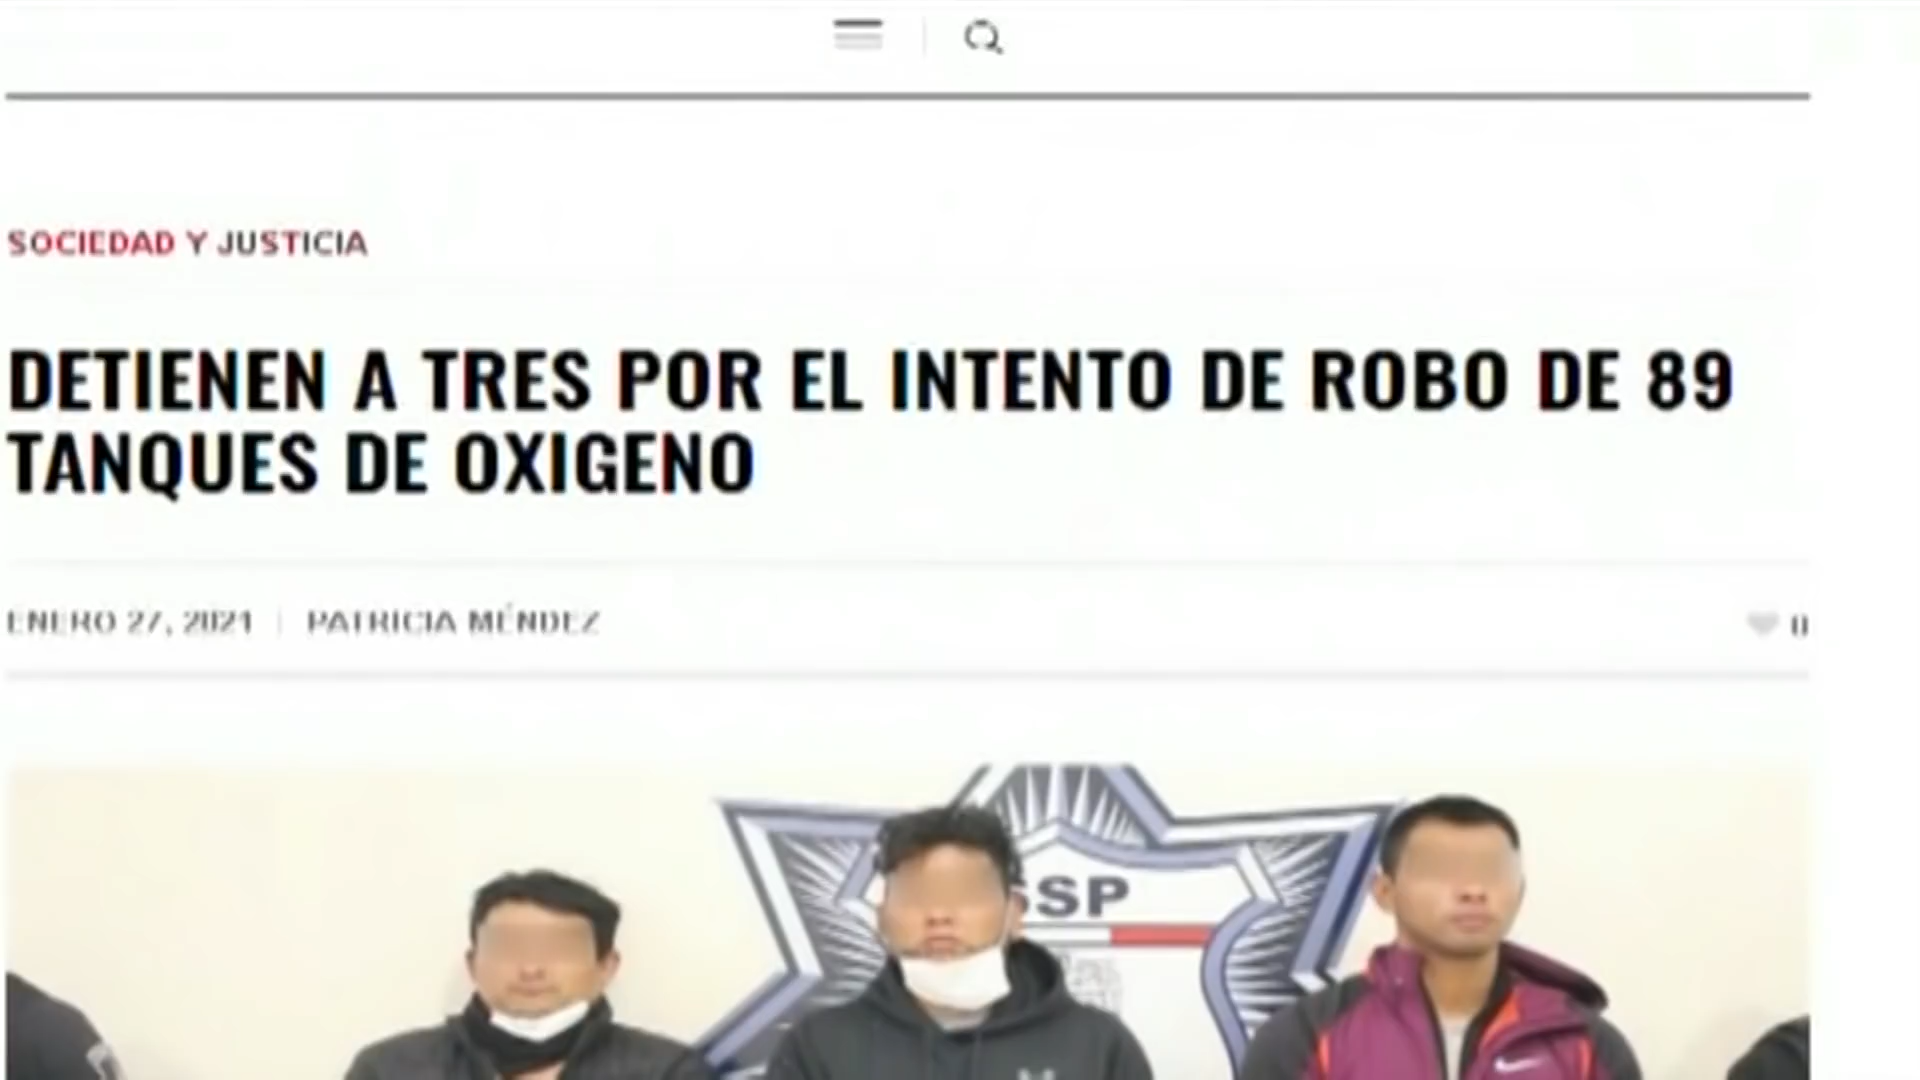 SOCIEDAD Y JUSTICIA
DETIENEN A TRES POR EL INTENTO DE ROBO DE 89
TANQUES DE OXIGENO
ENERO 27, 2021 | PATRICIA MÉNDEZ
0
SSP